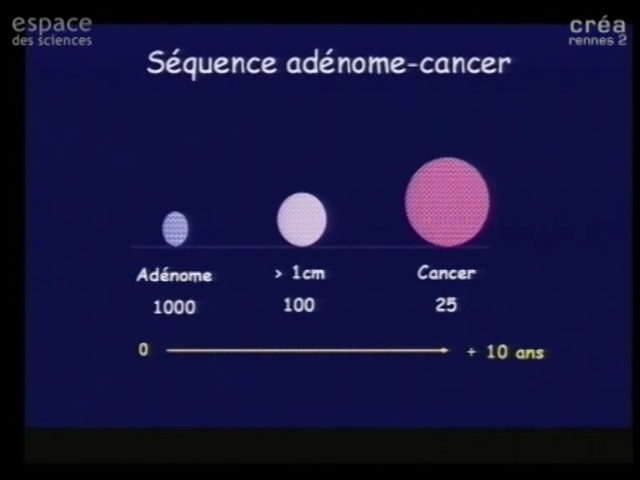 espace
des sciences
créa
rennes 2
Séquence adénome-cancer
Adénome > 1cm Cancer
1000 100 25
0 + 10 ans